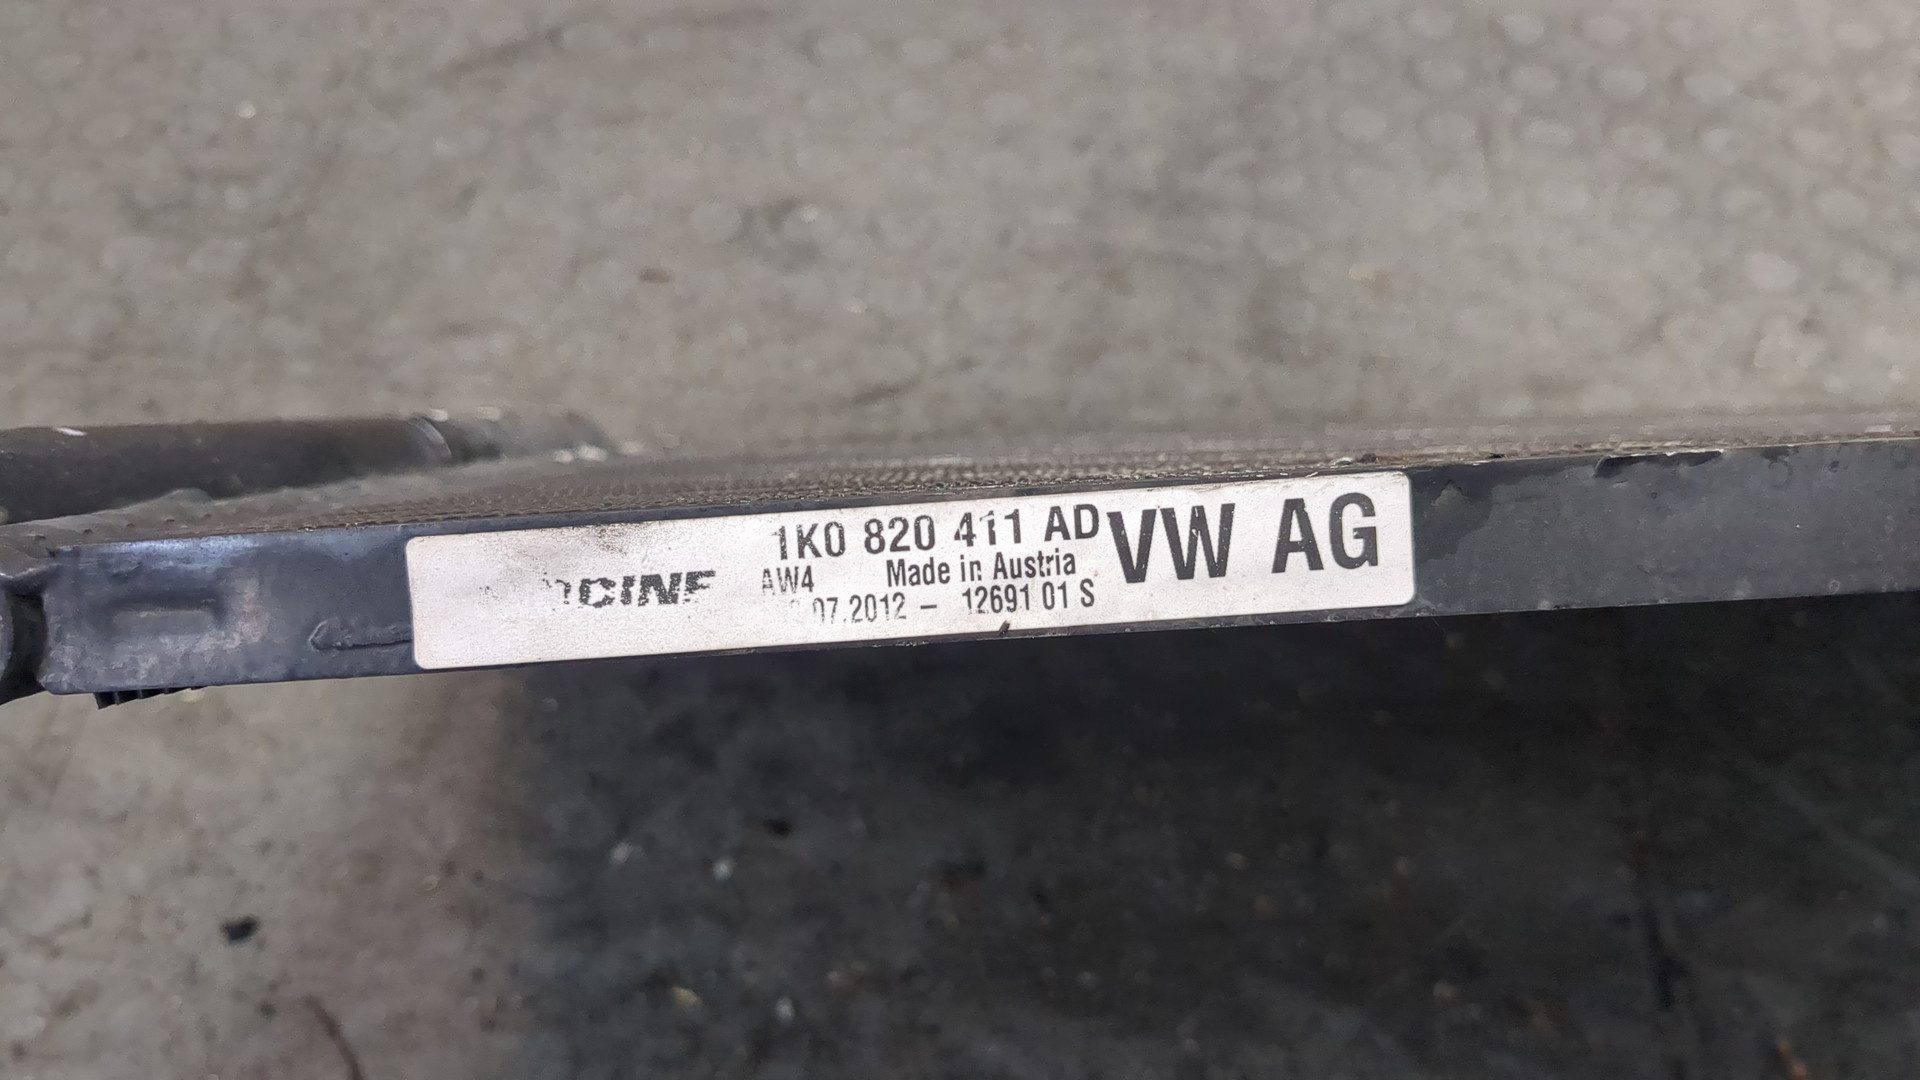 1K0 820 411 AD
VW AG
AW4 Made in Austria
07.2012 - 12691 01 S